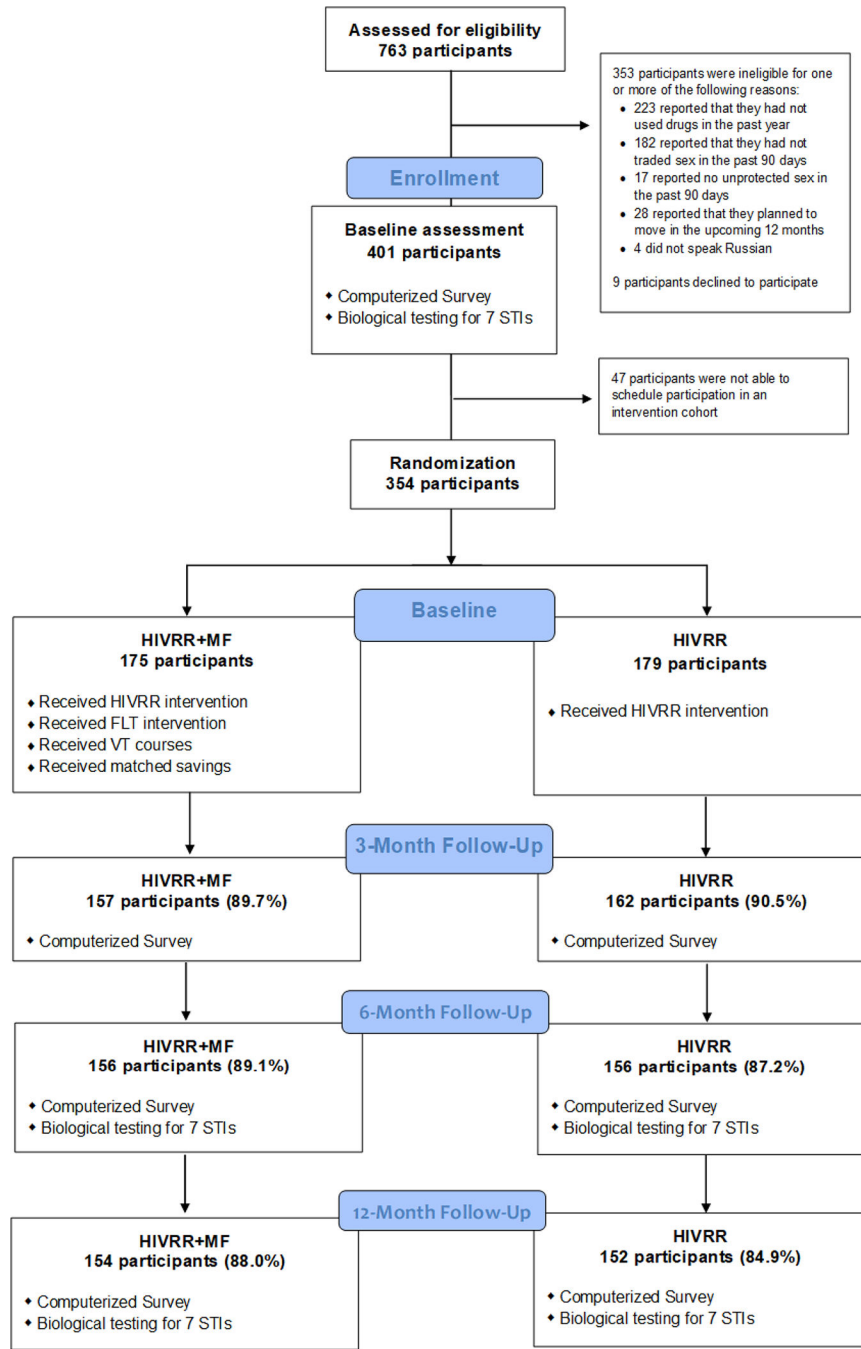 Assessed for eligibility
763 participants
353 participants were ineligible for one
or more of the following reasons:
• 223 reported that they had not
used drugs in the past year
• 182 reported that they had not
traded sex in the past 90 days
• 17 reported no unprotected sex in
the past 90 days
• 28 reported that they planned to
move in the upcoming 12 months
• 4 did not speak Russian
9 participants declined to participate
Enrollment
Baseline assessment
401 participants
♦ Computerized Survey
♦ Biological testing for 7 STIs
47 participants were not able to
schedule participation in an
intervention cohort
Randomization
354 participants
Baseline
HIVRR+MF
175 participants
♦ Received HIVRR intervention
♦ Received FLT intervention
♦ Received VT courses
♦ Received matched savings
HIVRR
179 participants
♦ Received HIVRR intervention
3-Month Follow-Up
HIVRR+MF
157 participants (89.7%)
♦ Computerized Survey
HIVRR
162 participants (90.5%)
♦ Computerized Survey
6-Month Follow-Up
HIVRR+MF
156 participants (89.1%)
♦ Computerized Survey
♦ Biological testing for 7 STIs
HIVRR
156 participants (87.2%)
♦ Computerized Survey
♦ Biological testing for 7 STIs
12-Month Follow-Up
HIVRR+MF
154 participants (88.0%)
♦ Computerized Survey
♦ Biological testing for 7 STIs
HIVRR
152 participants (84.9%)
♦ Computerized Survey
♦ Biological testing for 7 STIs